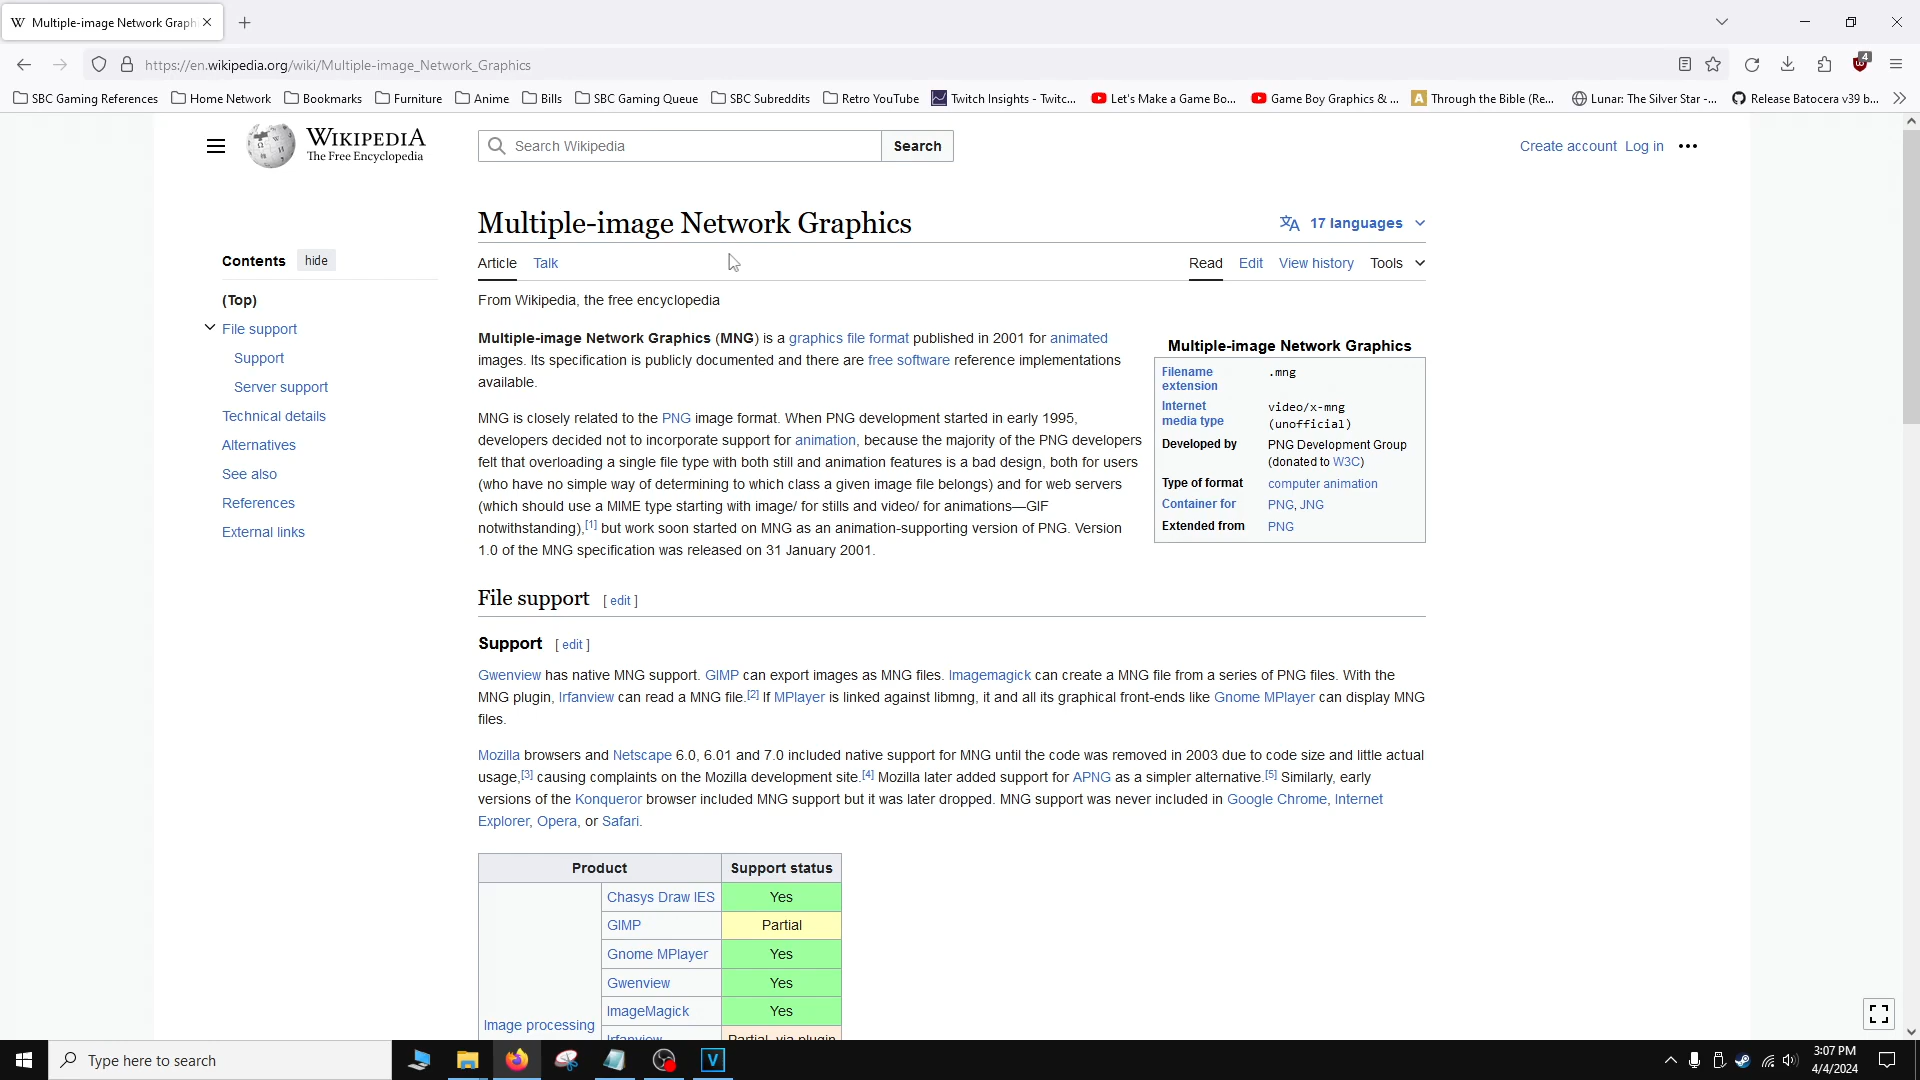 Multiple-image Network Graph
https://en.wikipedia.org/wiki/Multiple-image_Network_Graphics
4
SBC Gaming References Home Network Bookmarks Furniture Anime Bills SBC Gaming Queue SBC Subreddits Retro YouTube Twitch Insights - Twitc... Let's Make a Game Bo... Game Boy Graphics & ... Through the Bible (Re... Lunar: The Silver Star -... Release Batocera v39 b...
WIKIPEDIA
The Free Encyclopedia
Search Wikipedia
Search
Create account Log in
Multiple-image Network Graphics
17 languages
Contents hide
(Top)
File support
Support
Server support
Technical details
Alternatives
See also
References
External links
Article Talk
Read Edit View history Tools
From Wikipedia, the free encyclopedia
Multiple-image Network Graphics (MNG) is a graphics file format published in 2001 for animated
images. Its specification is publicly documented and there are free software reference implementations
available.
MNG is closely related to the PNG image format. When PNG development started in early 1995,
developers decided not to incorporate support for animation, because the majority of the PNG developers
felt that overloading a single file type with both still and animation features is a bad design, both for users
(who have no simple way of determining to which class a given image file belongs) and for web servers
(which should use a MIME type starting with image/ for stills and video/ for animations—GIF
notwithstanding),[1] but work soon started on MNG as an animation-supporting version of PNG. Version
1.0 of the MNG specification was released on 31 January 2001.
Multiple-image Network Graphics
Filename
extension
.mng
Internet
media type
video/x-mng
(unofficial)
Developed by
PNG Development Group
(donated to W3C)
Type of format
computer animation
Container for
PNG, JNG
Extended from
PNG
File support [ edit ]
Support [ edit ]
Gwenview has native MNG support. GIMP can export images as MNG files. Imagemagick can create a MNG file from a series of PNG files. With the
MNG plugin, Irfanview can read a MNG file.[2] If MPlayer is linked against libmng, it and all its graphical front-ends like Gnome MPlayer can display MNG
files.
Mozilla browsers and Netscape 6.0, 6.01 and 7.0 included native support for MNG until the code was removed in 2003 due to code size and little actual
usage,[3] causing complaints on the Mozilla development site.[4] Mozilla later added support for APNG as a simpler alternative.[5] Similarly, early
versions of the Konqueror browser included MNG support but it was later dropped. MNG support was never included in Google Chrome, Internet
Explorer, Opera, or Safari.
Product Support status
Chasys Draw IES Yes
GIMP Partial
Gnome MPlayer Yes
Gwenview Yes
ImageMagick Yes
Image processing
Irfanview Partial, via plugin
Type here to search
V
3:07 PM
4/4/2024